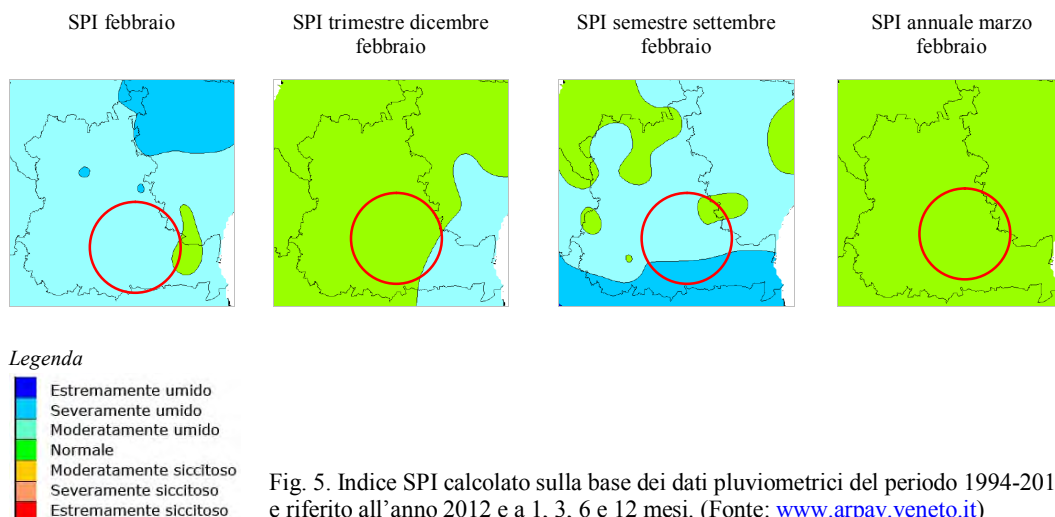 SPI febbraio
SPI trimestre dicembre
febbraio
SPI semestre settembre
febbraio
SPI annuale marzo
febbraio
Legenda
Estremamente umido
Severamente umido
Moderatamente umido
Normale
Moderatamente siccitoso
Severamente siccitoso
Estremamente siccitoso
Fig. 5. Indice SPI calcolato sulla base dei dati pluviometrici del periodo 1994-201
e riferito all'anno 2012 e a 1, 3, 6 e 12 mesi. (Fonte: www.arpav.veneto.it)